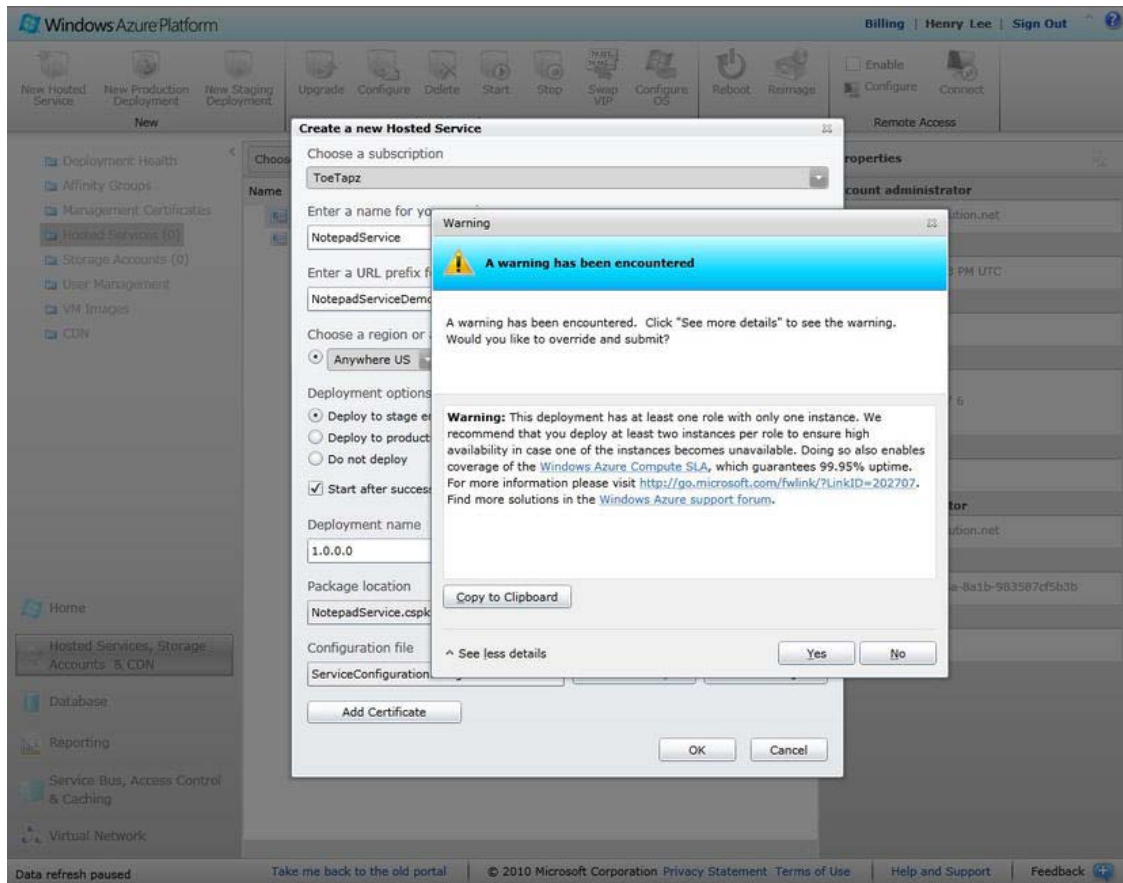 Windows Azure Platform
Billing | Henry Lee | Sign Out
New Hosted Service
New Production Deployment
New Staging Deployment
Upgrade
Configure
Delete
Start
Stop
Swap VIP
Configure OS
Reboot
Reimage
Enable
Configure
Connect
New
Remote Access
Deployment Health
Affinity Groups
Management Certificates
Hosted Services (0)
Storage Accounts (0)
User Management
VM Images
CDN
Choos
Name
Create a new Hosted Service
Choose a subscription
ToeTapz
Enter a name for yo
NotepadService
Enter a URL prefix f
NotepadServiceDemo
Choose a region or a
Anywhere US
Deployment options
Deploy to stage e
Deploy to product
Do not deploy
Start after success
Deployment name
1.0.0.0
Package location
NotepadService.cspk
Configuration file
ServiceConfiguration
Add Certificate
OK
Cancel
Warning
A warning has been encountered
A warning has been encountered. Click "See more details" to see the warning.
Would you like to override and submit?
Warning: This deployment has at least one role with only one instance. We
recommend that you deploy at least two instances per role to ensure high
availability in case one of the instances becomes unavailable. Doing so also enables
coverage of the Windows Azure Compute SLA, which guarantees 99.95% uptime.
For more information please visit http://go.microsoft.com/fwlink/?LinkID=202707.
Find more solutions in the Windows Azure support forum.
Copy to Clipboard
^ See less details
Yes
No
roperties
count administrator
ution.net
PM UTC
6
tor
ution.net
a-8a1b-983587cf5b3b
Home
Hosted Services, Storage
Accounts & CDN
Database
Reporting
Service Bus, Access Control
& Caching
Virtual Network
Data refresh paused
Take me back to the old portal
© 2010 Microsoft Corporation Privacy Statement Terms of Use
Help and Support
Feedback